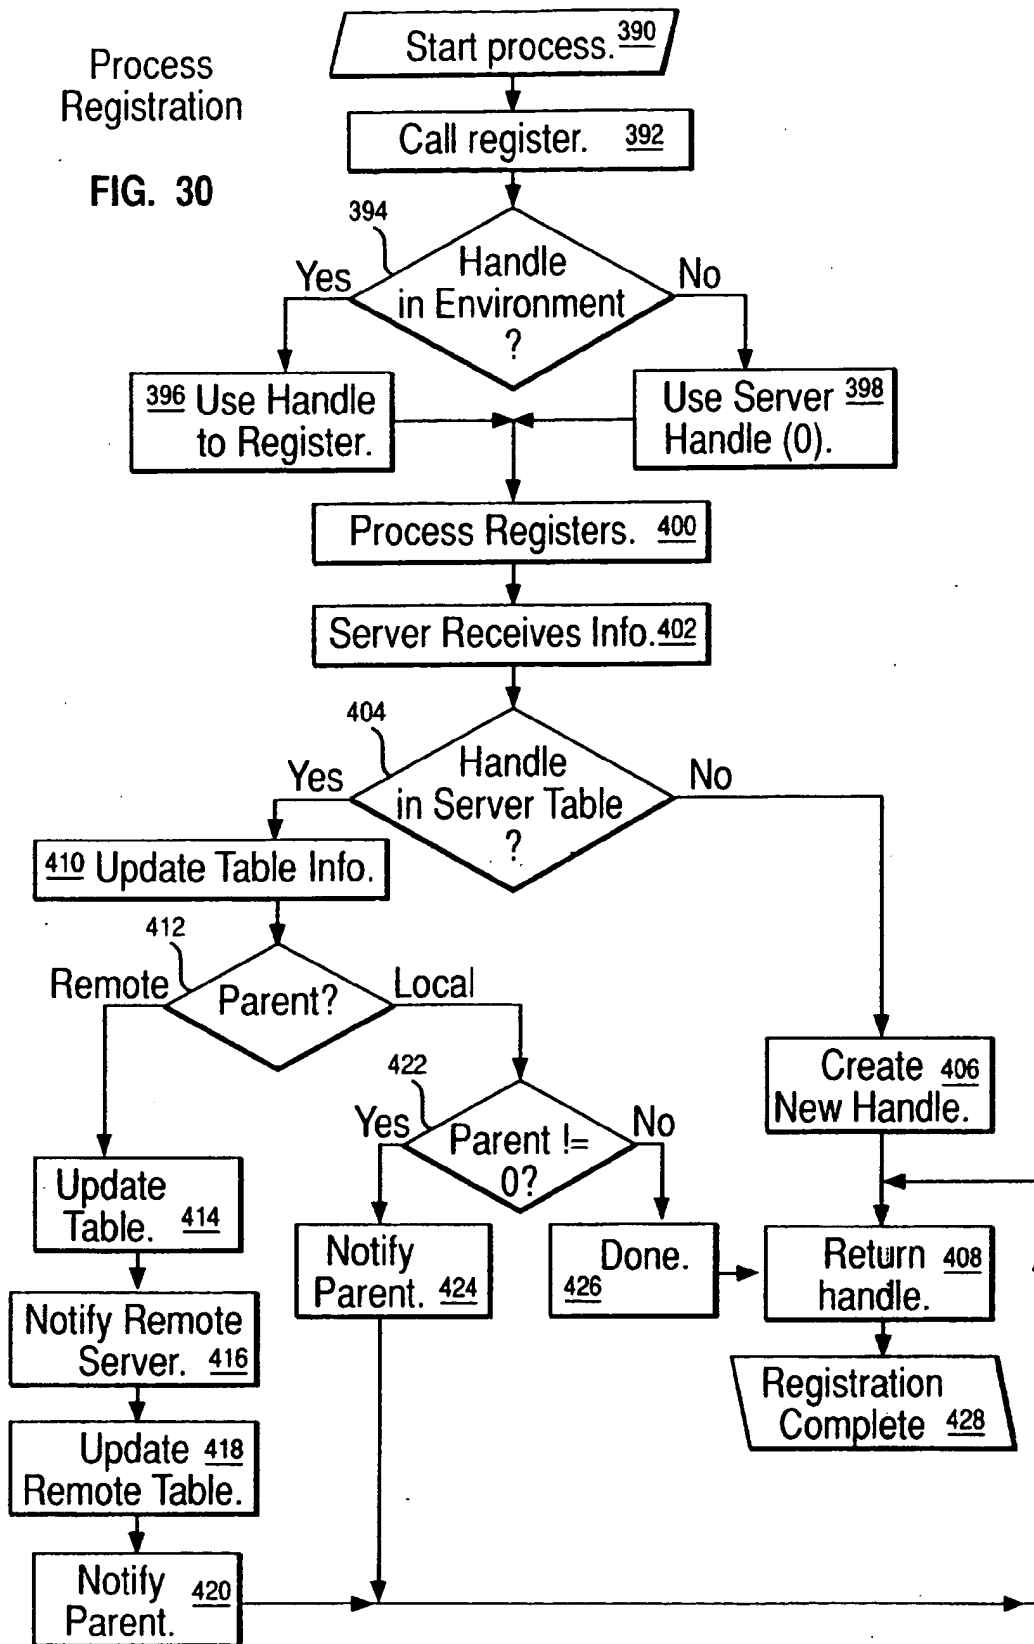 Process
Registration
FIG. 30
Start process. 390
Call register. 392
394
Handle
in Environment
?
Yes
No
396 Use Handle
to Register.
Use Server 398
Handle (0).
Process Registers. 400
Server Receives Info. 402
404
Handle
in Server Table
?
Yes
No
410 Update Table Info.
412
Remote
Parent?
Local
422
Yes
Parent !=
0?
No
Create 406
New Handle.
Update
Table. 414
Notify
Parent. 424
Done.
426
Return 408
handle.
Notify Remote
Server. 416
Registration
Complete 428
Update 418
Remote Table.
Notify 420
Parent.